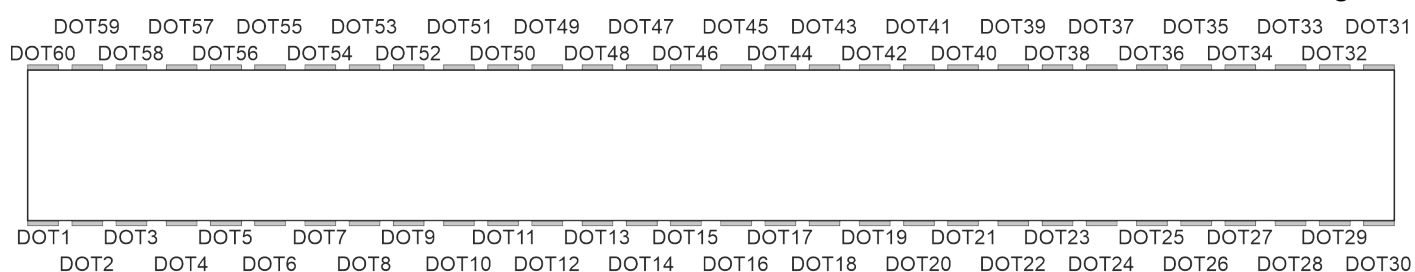 DOT59 DOT57 DOT55 DOT53 DOT51 DOT49 DOT47 DOT45 DOT43 DOT41 DOT39 DOT37 DOT35 DOT33 DOT31
DOT60 DOT58 DOT56 DOT54 DOT52 DOT50 DOT48 DOT46 DOT44 DOT42 DOT40 DOT38 DOT36 DOT34 DOT32
DOT1 DOT3 DOT5 DOT7 DOT9 DOT11 DOT13 DOT15 DOT17 DOT19 DOT21 DOT23 DOT25 DOT27 DOT29
DOT2 DOT4 DOT6 DOT8 DOT10 DOT12 DOT14 DOT16 DOT18 DOT20 DOT22 DOT24 DOT26 DOT28 DOT30